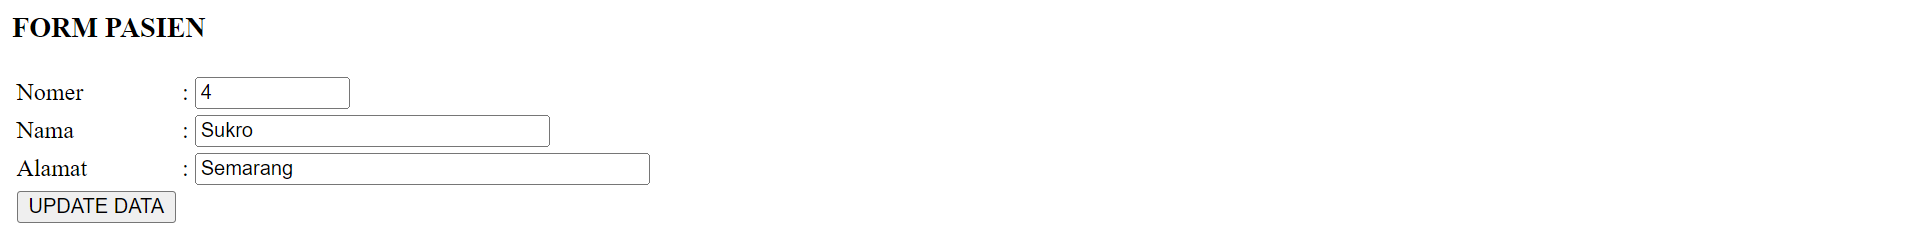 FORM PASIEN
Nomer : 4
Nama : Sukro
Alamat : Semarang
UPDATE DATA